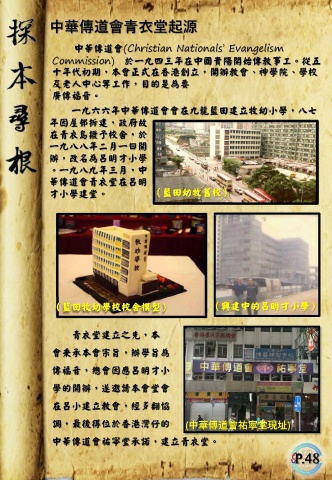 探本尋根
中華傳道會青衣堂起源
中華傳道會(Christian Nationals' Evangelism
Commission) 於一九四三年在中國貴陽開始傳教事工。從五
十年代初期，本會正式在香港創立，開辦教會、神學院、學校
及老人中心等工作，目的是為要
廣傳福音。
一九六六年中華傳道會會在九龍藍田建立牧幼小學，八七
年因屋邨拆建，政府故
在青衣島撥予校舍，於
一九八八年二月一日開
辦，改名為呂明才小學
。一九八九年三月，中
華傳道會青衣堂在呂明
才小學建堂。
(藍田幼牧舊校)
(藍田牧幼學校校舍模型)
(興建中的呂明才小學)
青衣堂建立之先，本
會秉承本會宗旨，辦學旨為
傳福音，總會因應呂明才小
學的開辦，遂邀請本會堂會
在呂小建立教會，經多翻協
調，最後得位於香港灣仔的
中華傳道會祐寧堂承諾，建立青衣堂。
中華傳道會祐寧堂
(中華傳道會祐寧堂現址)
P.48